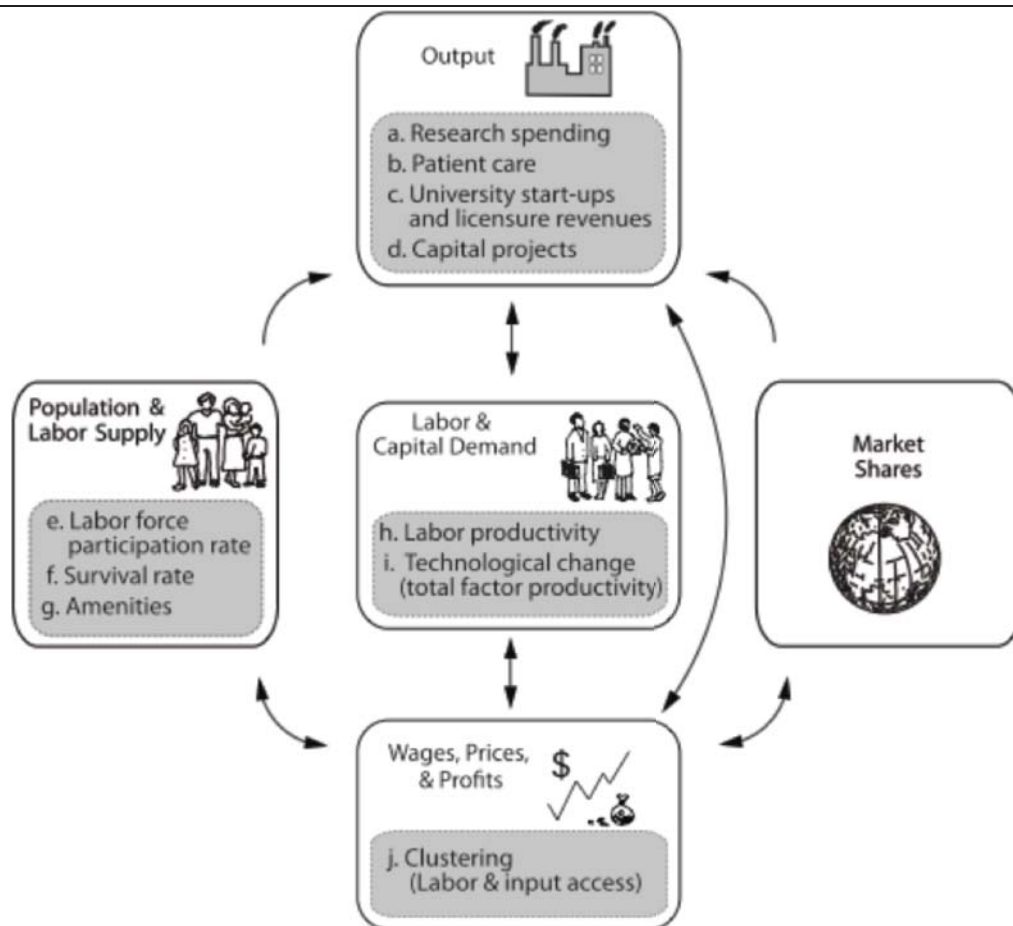 Output
a. Research spending
b. Patient care
c. University start-ups
and licensure revenues
d. Capital projects
Population &
Labor Supply
e. Labor force
participation rate
f. Survival rate
g. Amenities
Labor &
Capital Demand
h. Labor productivity
i. Technological change
(total factor productivity)
Market
Shares
Wages, Prices,
& Profits
$
j. Clustering
(Labor & input access)